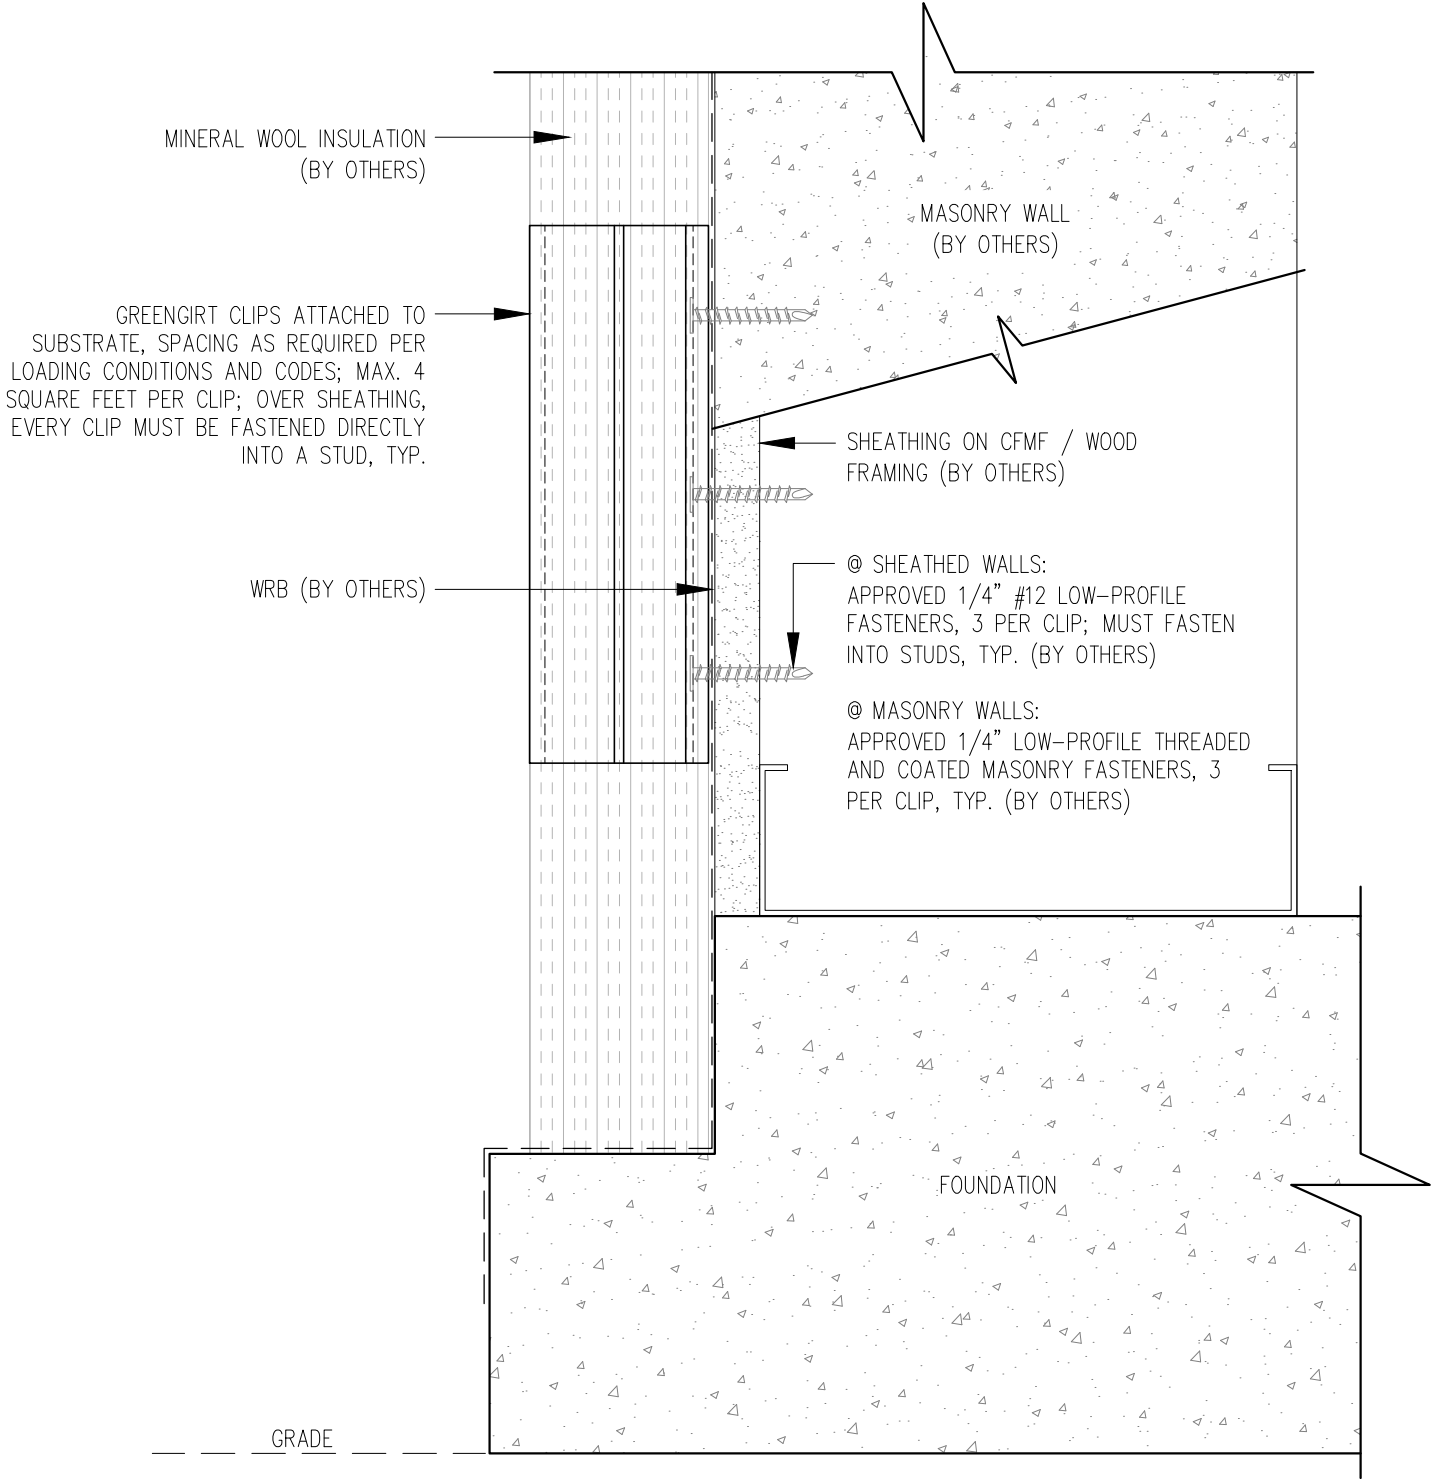 MINERAL WOOL INSULATION
(BY OTHERS)
MASONRY WALL
(BY OTHERS)
GREENGIRT CLIPS ATTACHED TO
SUBSTRATE, SPACING AS REQUIRED PER
LOADING CONDITIONS AND CODES; MAX. 4
SQUARE FEET PER CLIP; OVER SHEATHING,
EVERY CLIP MUST BE FASTENED DIRECTLY
INTO A STUD, TYP.
SHEATHING ON CFMF / WOOD
FRAMING (BY OTHERS)
WRB (BY OTHERS)
@ SHEATHED WALLS:
APPROVED 1/4” #12 LOW-PROFILE
FASTENERS, 3 PER CLIP; MUST FASTEN
INTO STUDS, TYP. (BY OTHERS)
@ MASONRY WALLS:
APPROVED 1/4” LOW-PROFILE THREADED
AND COATED MASONRY FASTENERS, 3
PER CLIP, TYP. (BY OTHERS)
FOUNDATION
GRADE